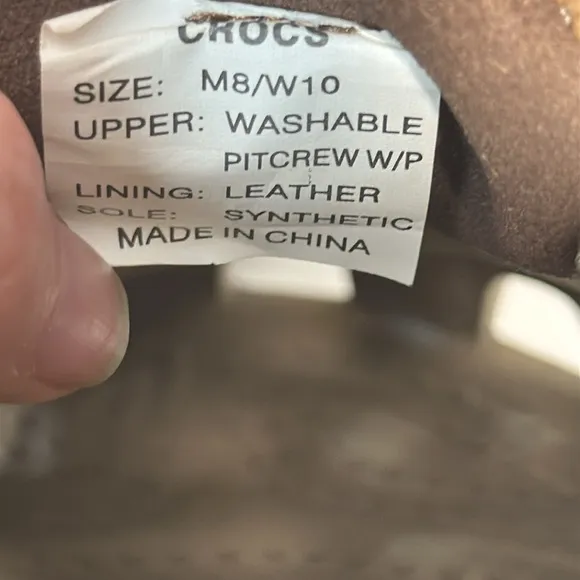 CROCS
SIZE: M8/W10
UPPER: WASHABLE
PITCREW W/P
LINING: LEATHER
SOLE: SYNTHETIC
MADE IN CHINA